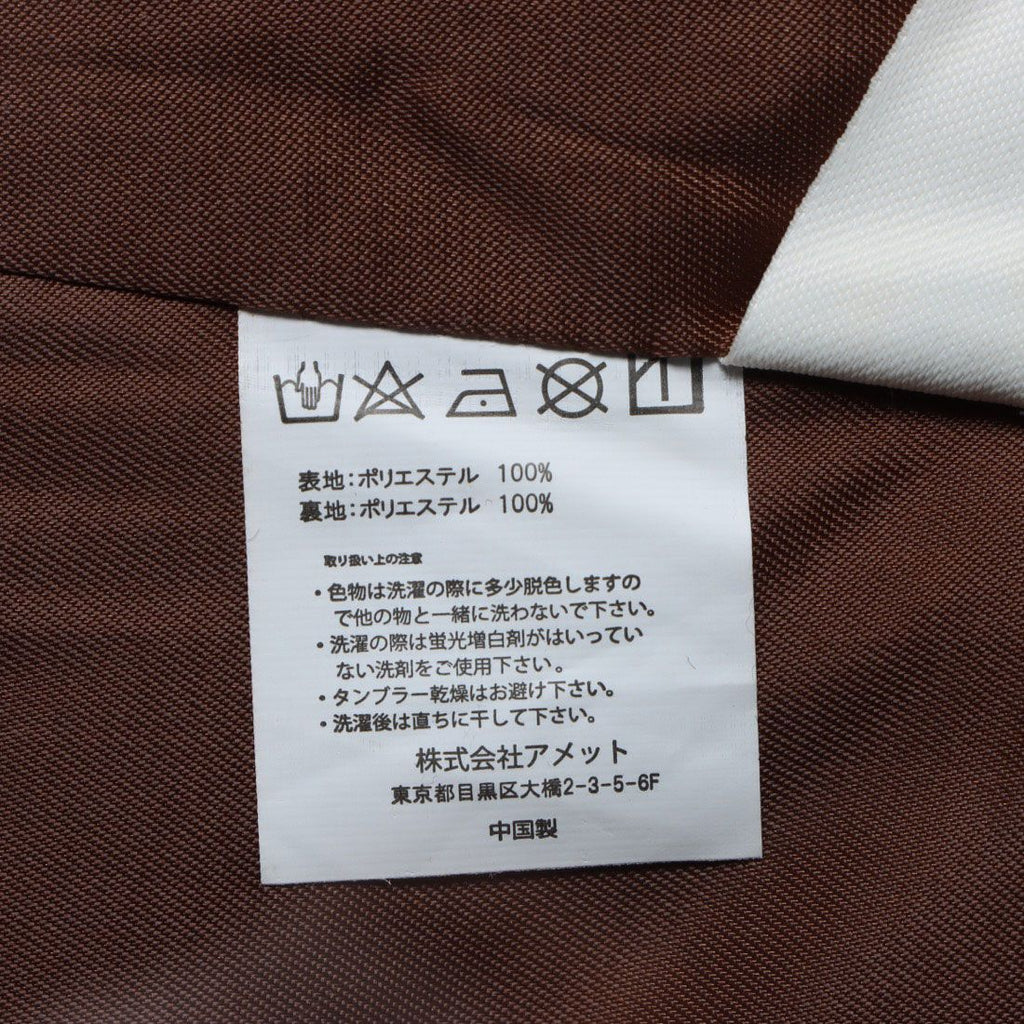 表地:ポリエステル 100%
裏地:ポリエステル 100%
取り扱い上の注意
・色物は洗濯の際に多少脱色しますの
で他の物と一緒に洗わないで下さい。
・洗濯の際は蛍光増白剤がはいってい
ない洗剤をご使用下さい。
・タンブラー乾燥はお避け下さい。
・洗濯後は直ちに干して下さい。
株式会社アメット
東京都目黒区大橋2-3-5-6F
中国製